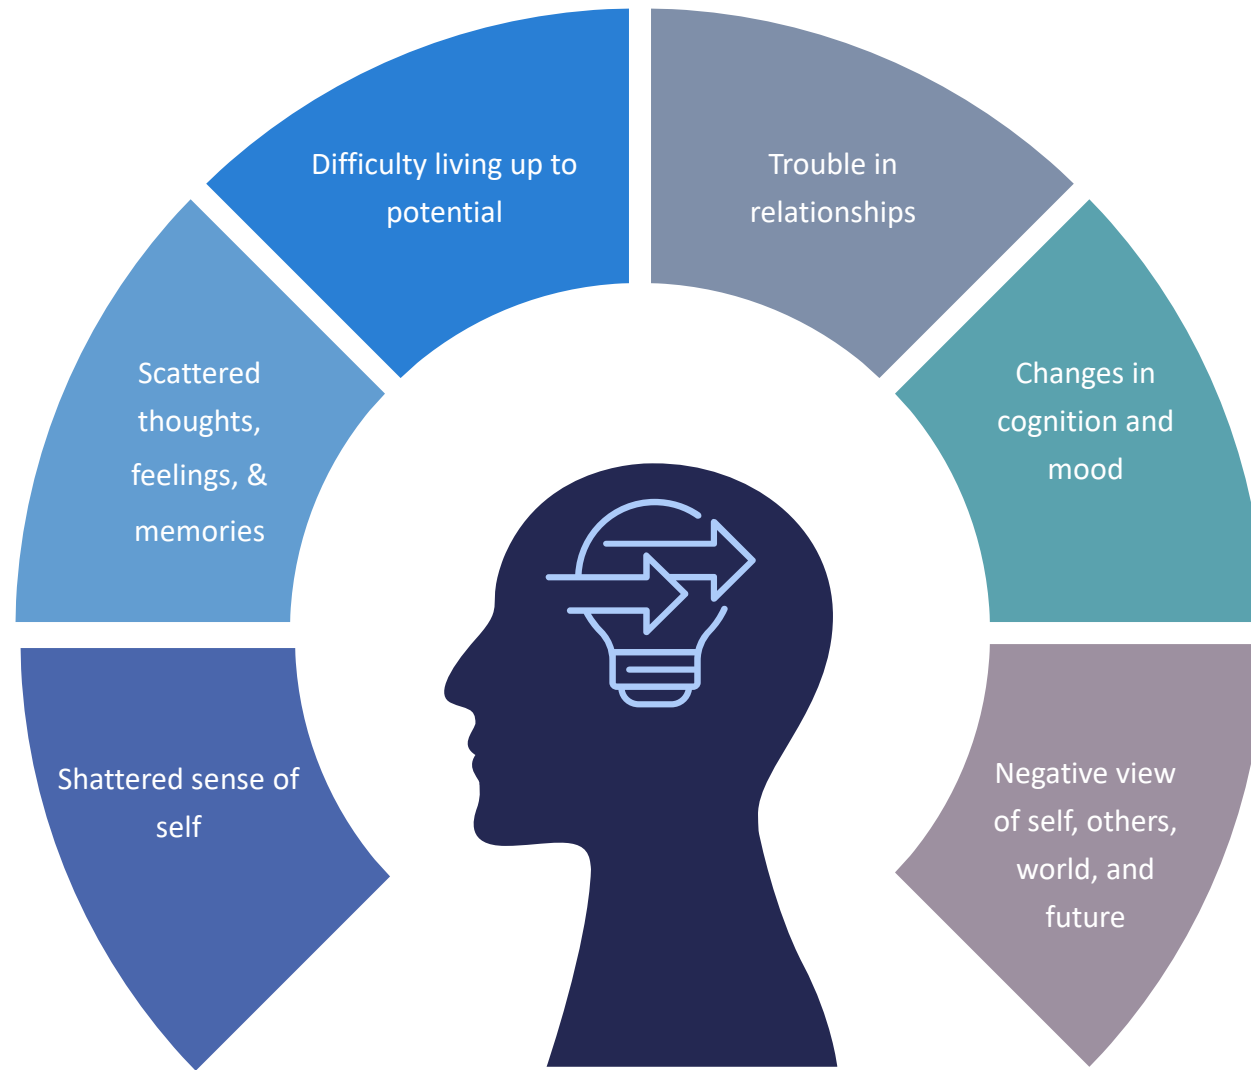 Difficulty living up to
potential
Trouble in
relationships
Scattered
thoughts,
feelings, &
memories
Changes in
cognition and
mood
Shattered sense of
self
Negative view
of self, others,
world, and
future